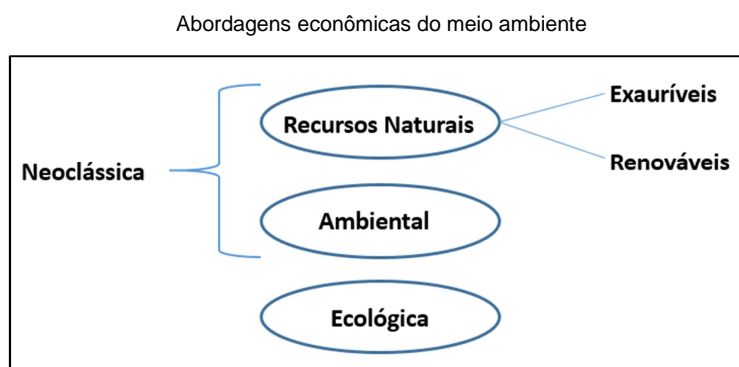 Abordagens econômicas do meio ambiente
Exauríveis
Recursos Naturais
Renováveis
Neoclássica
Ambiental
Ecológica